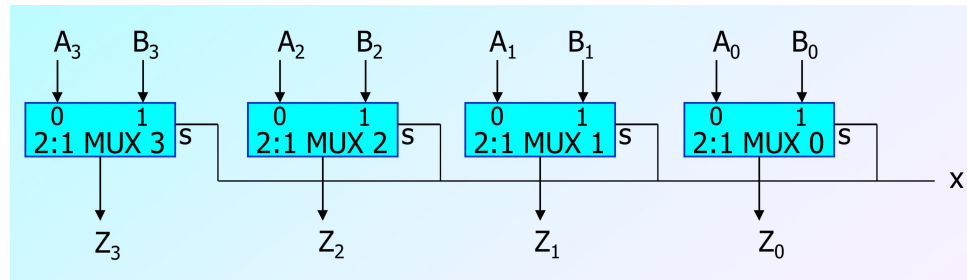 A3 B3 A2 B2 A1 B1 A0 B0
0 1 0 1 0 1 0 1
2:1 MUX 3 s 2:1 MUX 2 s 2:1 MUX 1 s 2:1 MUX 0 s
x
Z3 Z2 Z1 Z0